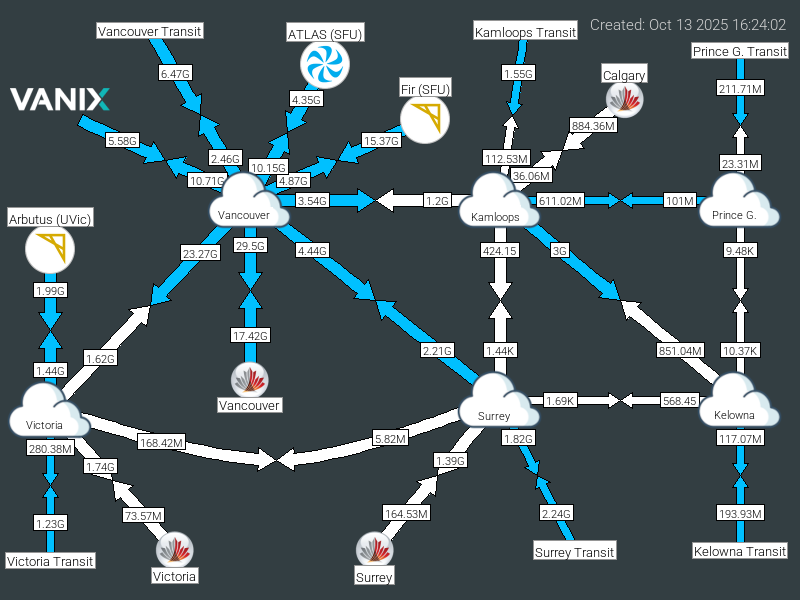 Created: Oct 13 2025 16:24:02
Vancouver Transit
ATLAS (SFU)
Kamloops Transit
Prince G. Transit
6.47G
1.55G
Calgary
4.35G
Fir (SFU)
211.71M
VANIX
5.58G
15.37G
884.36M
2.46G
112.53M
23.31M
10.15G
10.71G
4.87G
36.06M
3.54G
1.2G
611.02M
101M
Vancouver
Kamloops
Prince G.
Arbutus (UVic)
23.27G
29.5G
4.44G
424.15
3G
9.48K
1.99G
17.42G
1.62G
1.44G
2.21G
1.44K
851.04M
10.37K
Vancouver
1.69K
568.45
Victoria
Surrey
Kelowna
280.38M
168.42M
5.82M
1.82G
117.07M
1.74G
1.39G
1.23G
73.57M
164.53M
2.24G
193.93M
Victoria Transit
Victoria
Surrey
Surrey Transit
Kelowna Transit